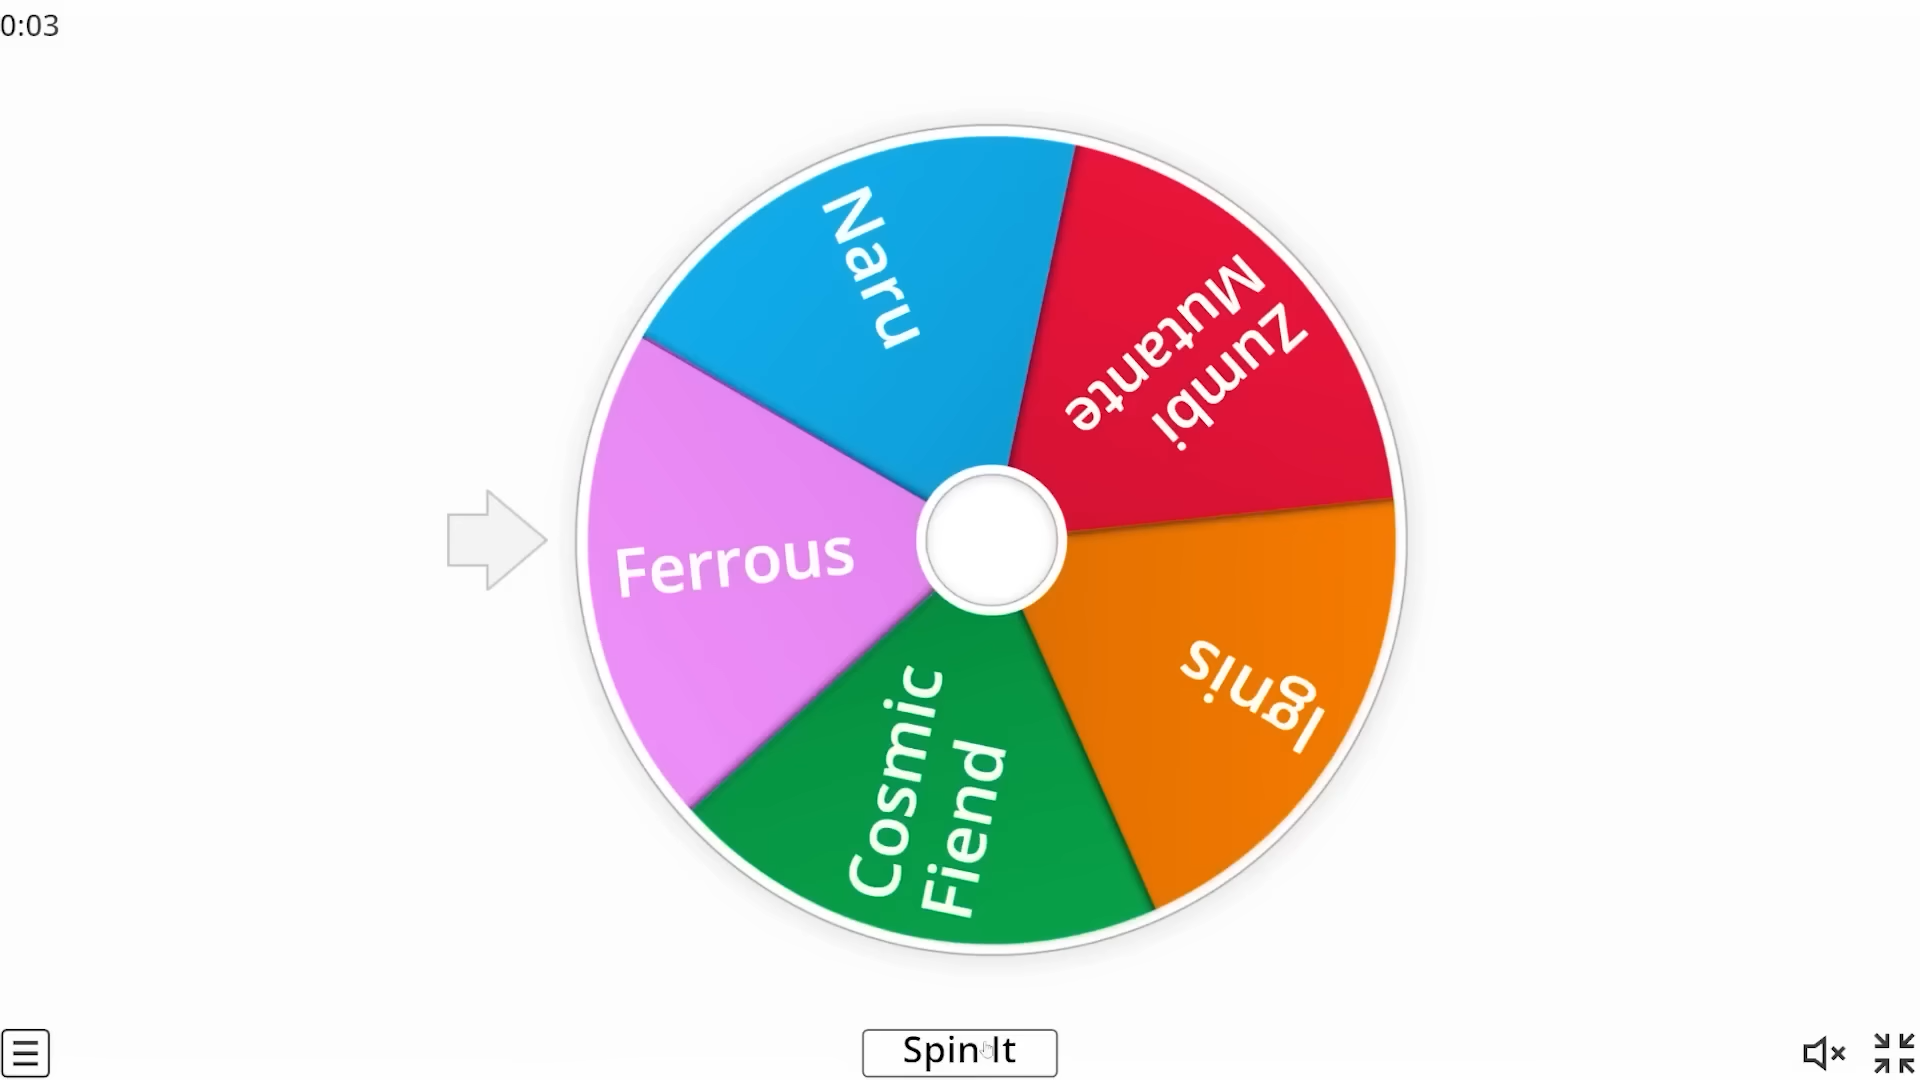 0:03
Naru
Zumbi
Mutante
Ferrous
Ignis
Cosmic
Fiend
Spin It